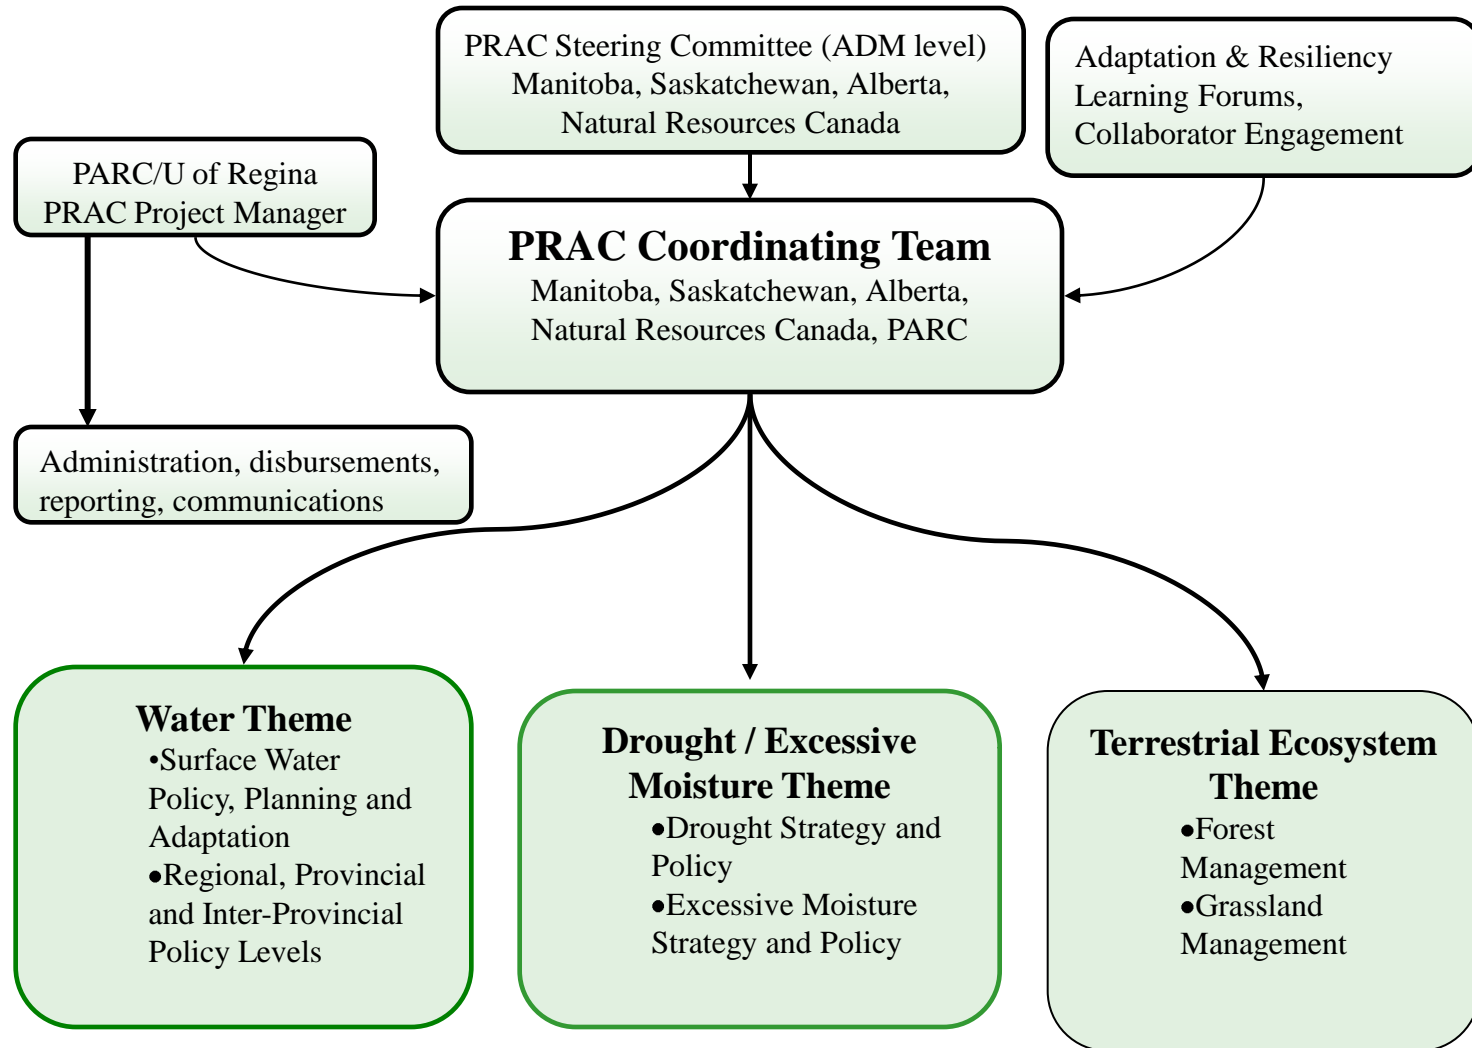 PRAC Steering Committee (ADM level)
Manitoba, Saskatchewan, Alberta,
Natural Resources Canada
Adaptation & Resiliency
Learning Forums,
Collaborator Engagement
PARC/U of Regina
PRAC Project Manager
PRAC Coordinating Team
Manitoba, Saskatchewan, Alberta,
Natural Resources Canada, PARC
Administration, disbursements,
reporting, communications
Water Theme
•Surface Water
Policy, Planning and
Adaptation
•Regional, Provincial
and Inter-Provincial
Policy Levels
Drought / Excessive
Moisture Theme
•Drought Strategy and
Policy
•Excessive Moisture
Strategy and Policy
Terrestrial Ecosystem
Theme
•Forest
Management
•Grassland
Management